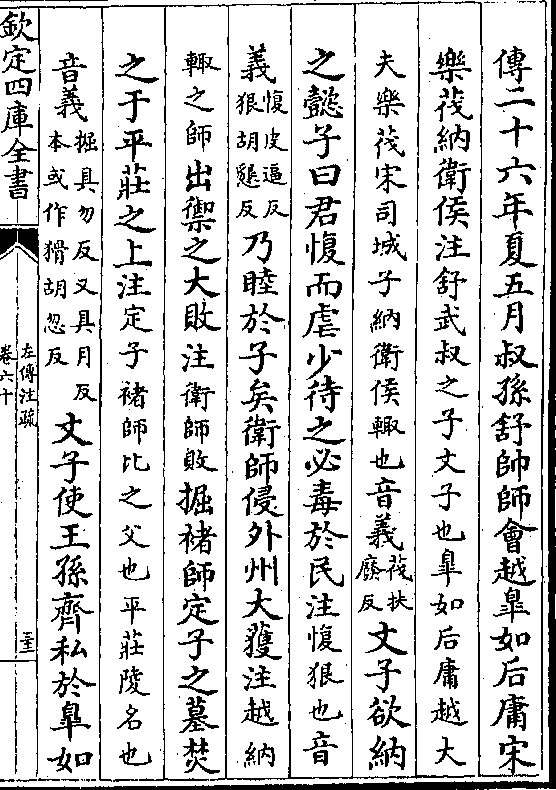 傳二十六年夏五月叔孫舒帥師會越臯如后庸宋
樂茷納衛侯注舒武叔之子文子也臯如后庸越大
夫樂茷宋司城子納衛侯輒也音義茷扶廢反文子欲納
之懿子曰君愎而虐少待之必毒於民注愎狠也音
義愎皮逼反狠胡懇反乃睦於子矣衛師侵外州大獲注越納
輒之師出禦之大敗注衛師敗掘褚師定子之墓焚
之于平莊之上注定子褚師比之父也平莊陵名也
音義掘具勿反又具月反本或作搰胡忽反文子使王孫齊私於臯如
欽定四庫全書
左傳注疏
卷六十
二十三